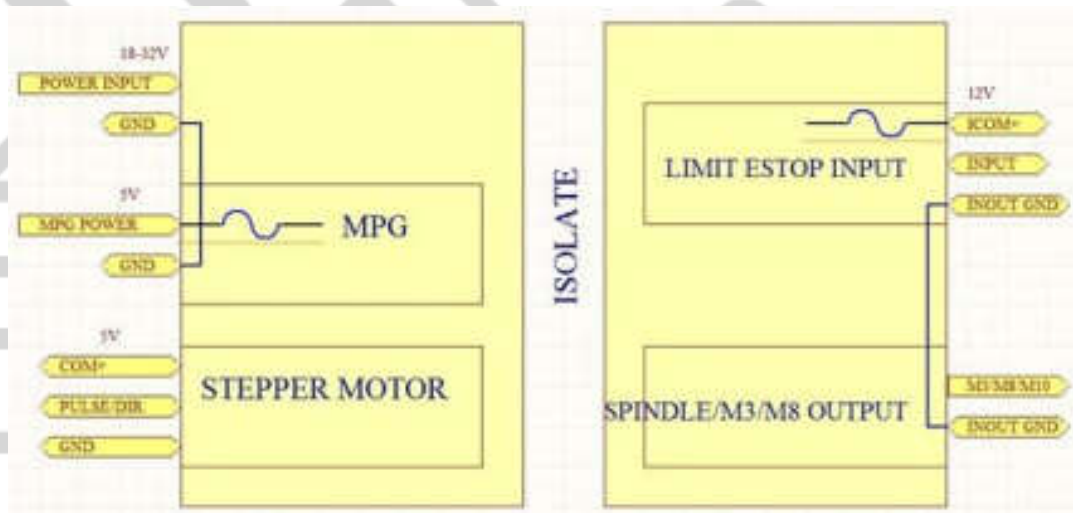 18-32V
POWER INPUT
GND
5V
MPG POWER
GND
MPG
5V
COM+
PULSE/DIR
GND
STEPPER MOTOR
ISOLATE
12V
ICOM+
LIMIT ESTOP INPUT
INPUT
INOUT GND
SPINDLE/M3/M8 OUTPUT
M3/M8/M10
INOUT GND